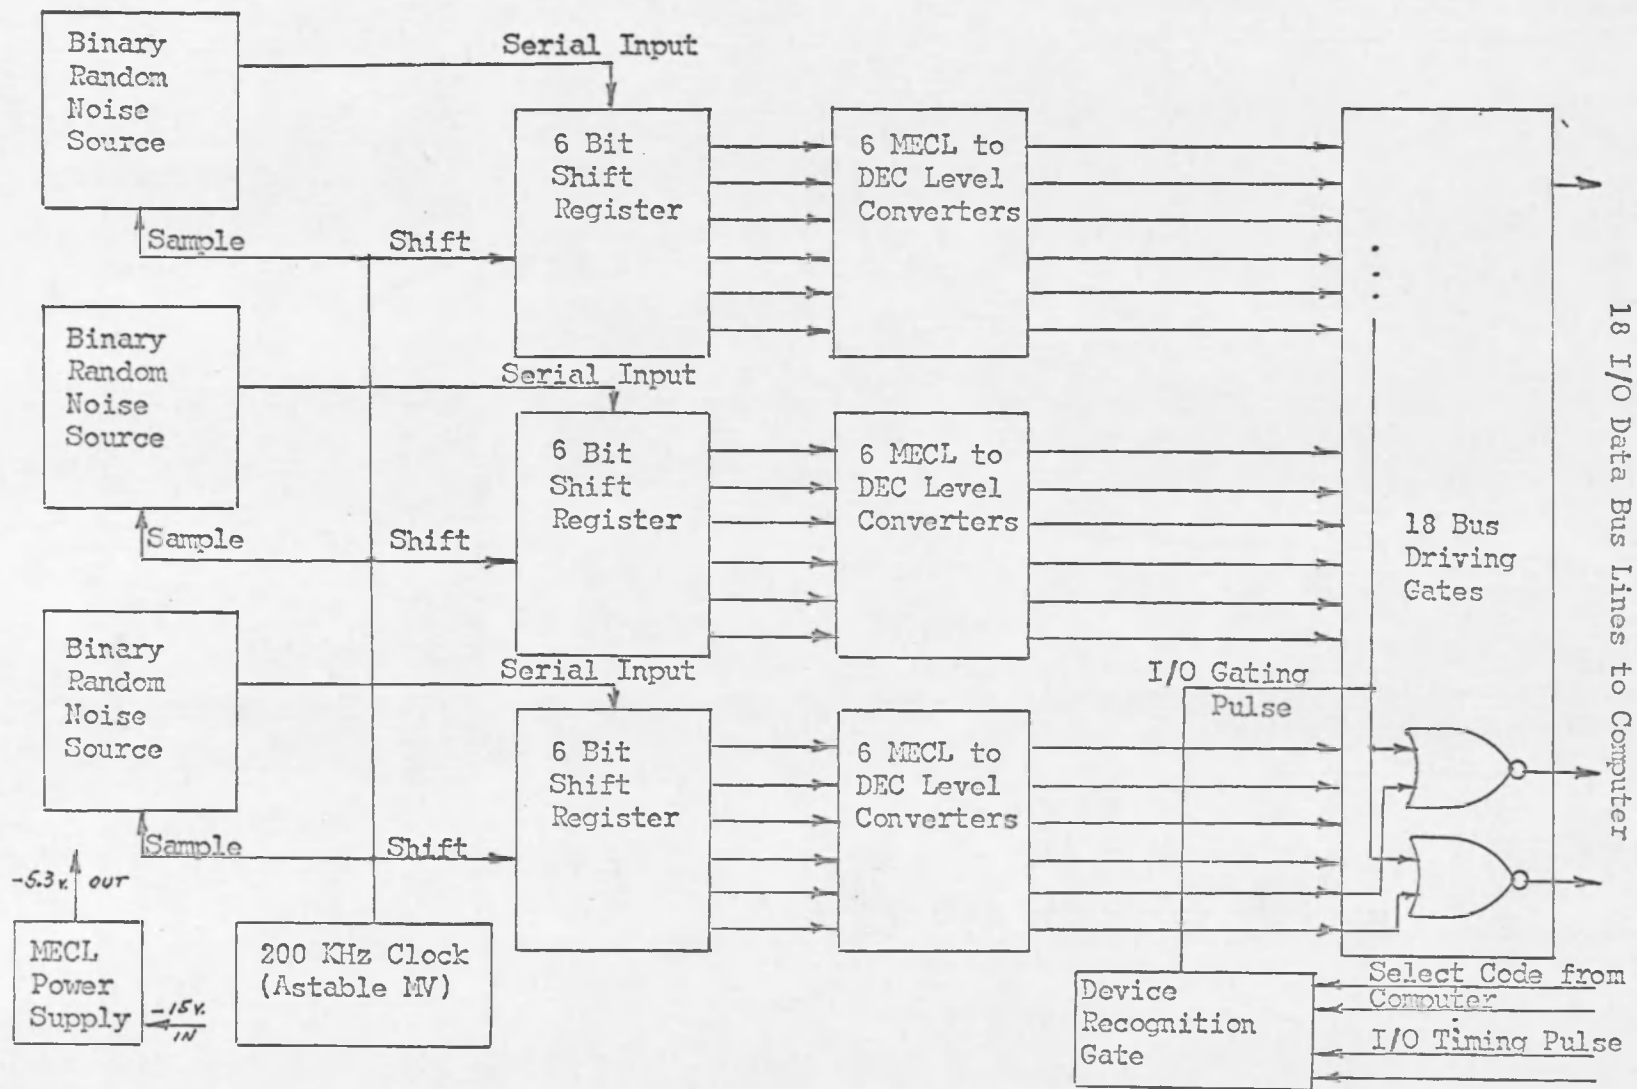 Binary
Random
Noise
Source
Serial Input
6 Bit
Shift
Register
6 MECL to
DEC Level
Converters
Sample
Shift
Binary
Random
Noise
Source
Serial Input
6 Bit
Shift
Register
6 MECL to
DEC Level
Converters
Sample
Shift
18 Bus
Driving
Gates
18 I/O Data Bus Lines to Computer
Binary
Random
Noise
Source
Serial Input
6 Bit
Shift
Register
6 MECL to
DEC Level
Converters
I/O Gating
Pulse
Sample
Shift
-5.3 v. OUT
MECL
Power
Supply
-15 v.
IN
200 KHz Clock
(Astable MV)
Device
Recognition
Gate
Select Code from
Computer
I/O Timing Pulse